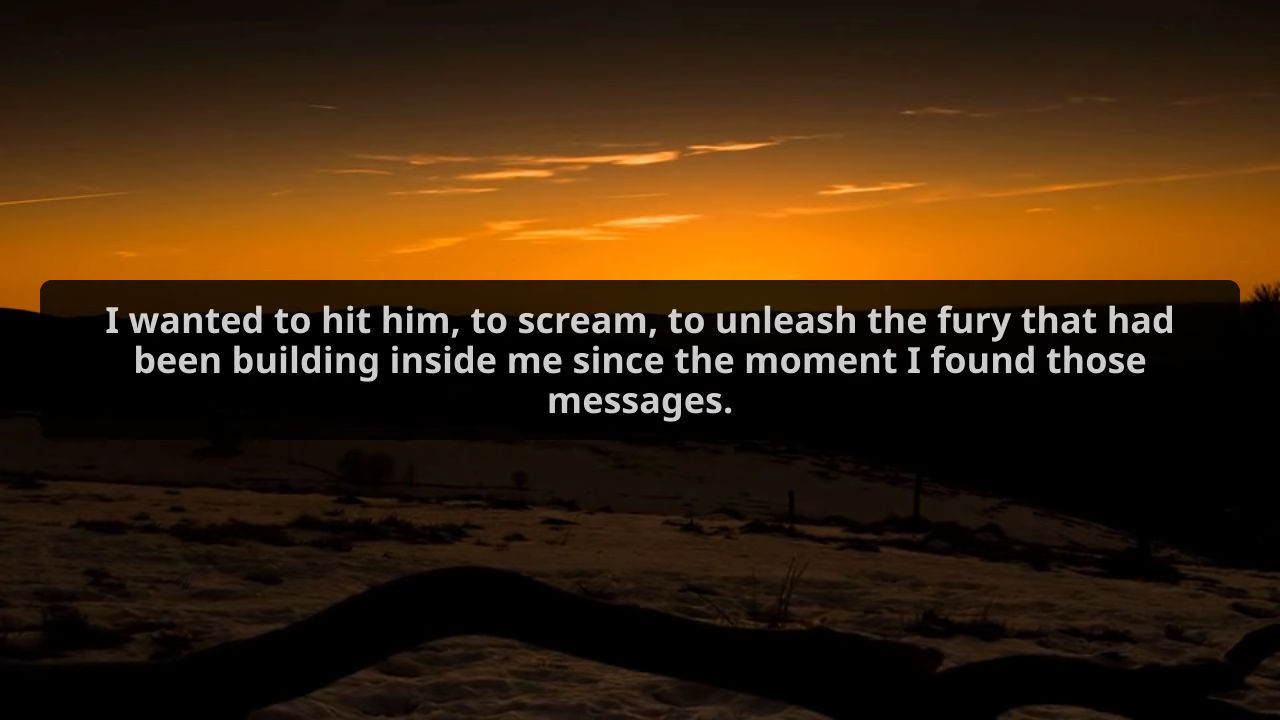 I wanted to hit him, to scream, to unleash the fury that had
been building inside me since the moment I found those
messages.